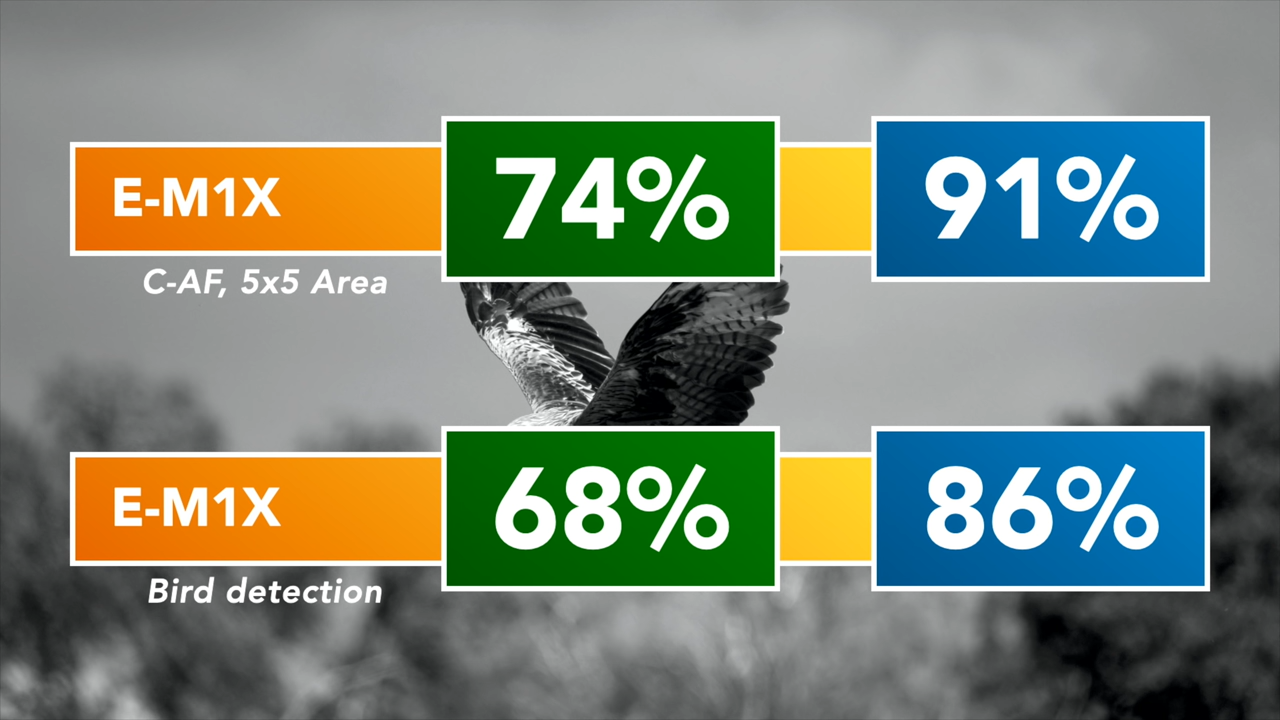 E-M1X 74% 91%
C-AF, 5x5 Area
E-M1X 68% 86%
Bird detection